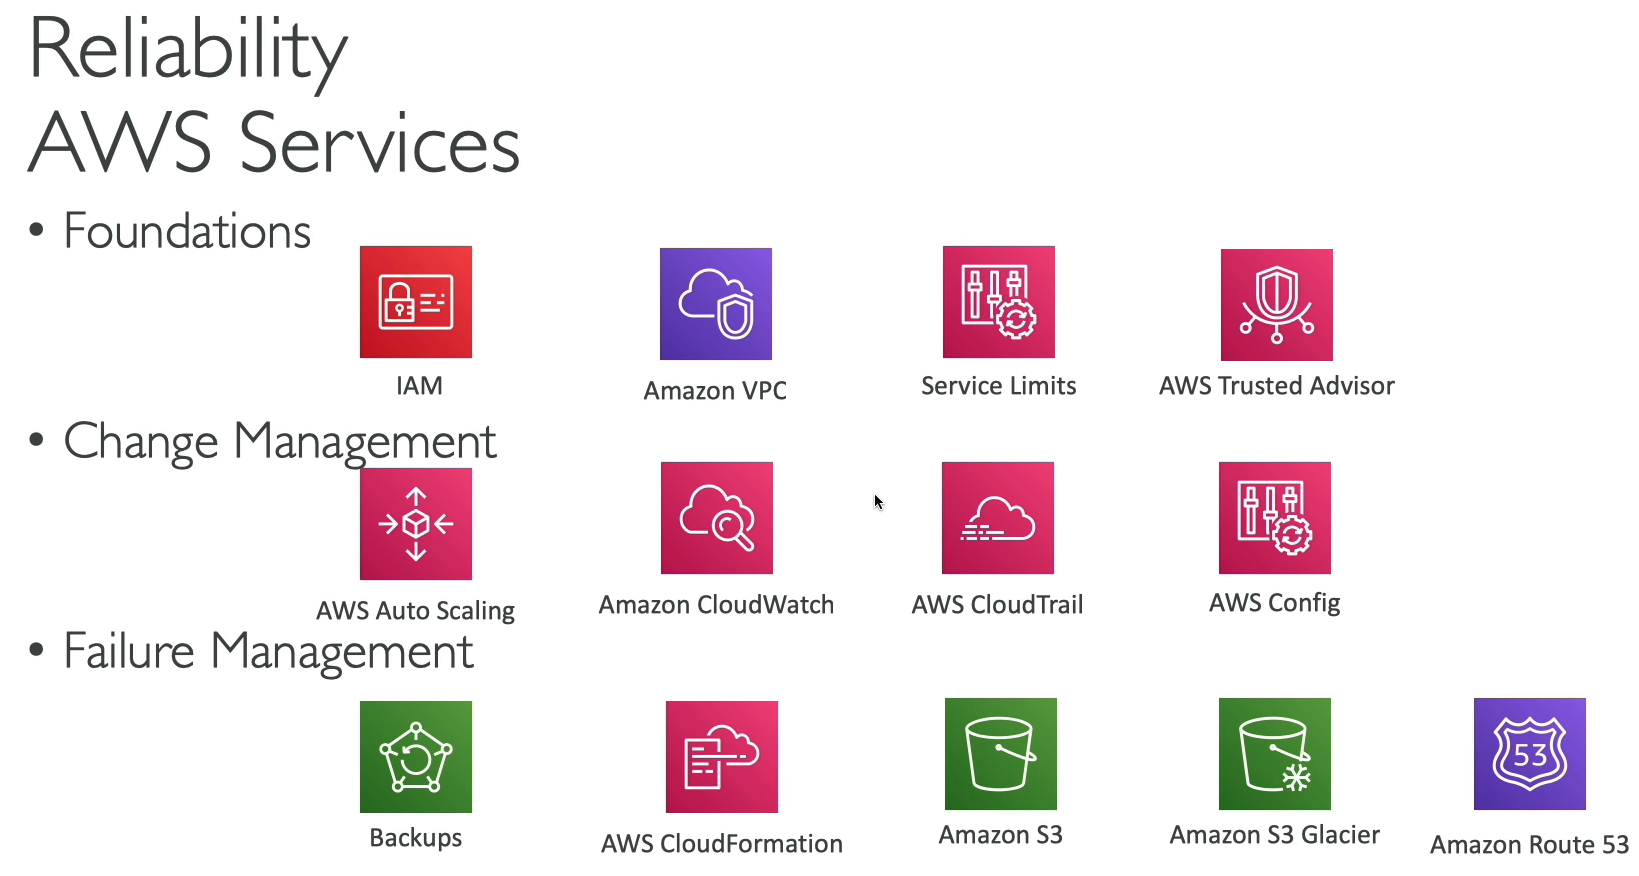 Reliability
AWS Services
• Foundations
IAM
Amazon VPC
Service Limits
AWS Trusted Advisor
• Change Management
AWS Auto Scaling
Amazon CloudWatch
AWS CloudTrail
AWS Config
• Failure Management
Backups
AWS CloudFormation
Amazon S3
Amazon S3 Glacier
53
Amazon Route 53